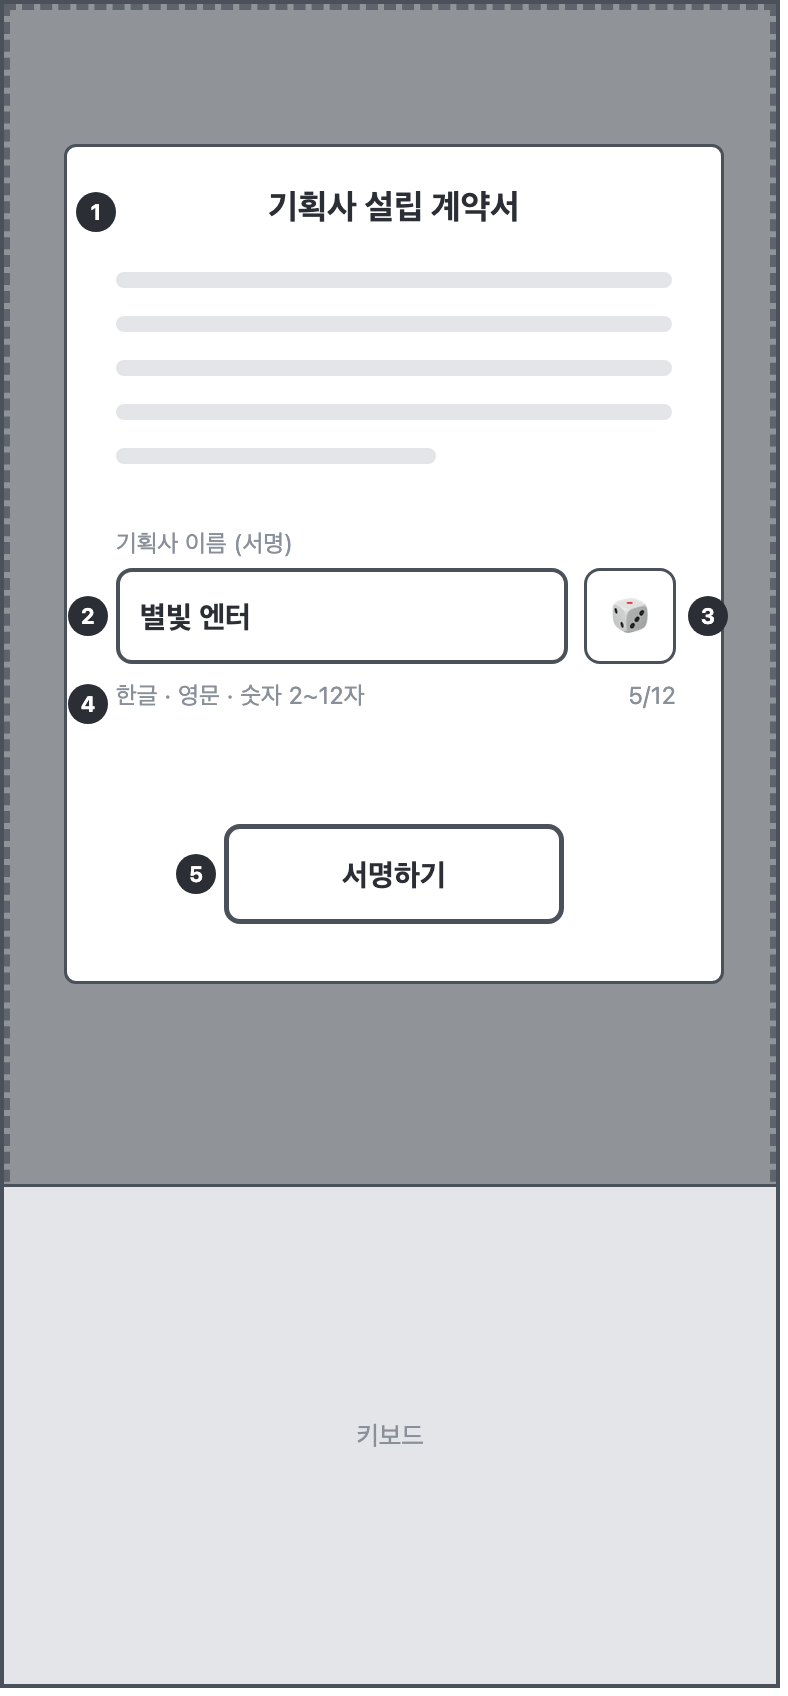 1 기획사 설립 계약서
기획사 이름 (서명)
2 별빛 엔터 3
4 한글 · 영문 · 숫자 2~12자 5/12
5 서명하기
키보드